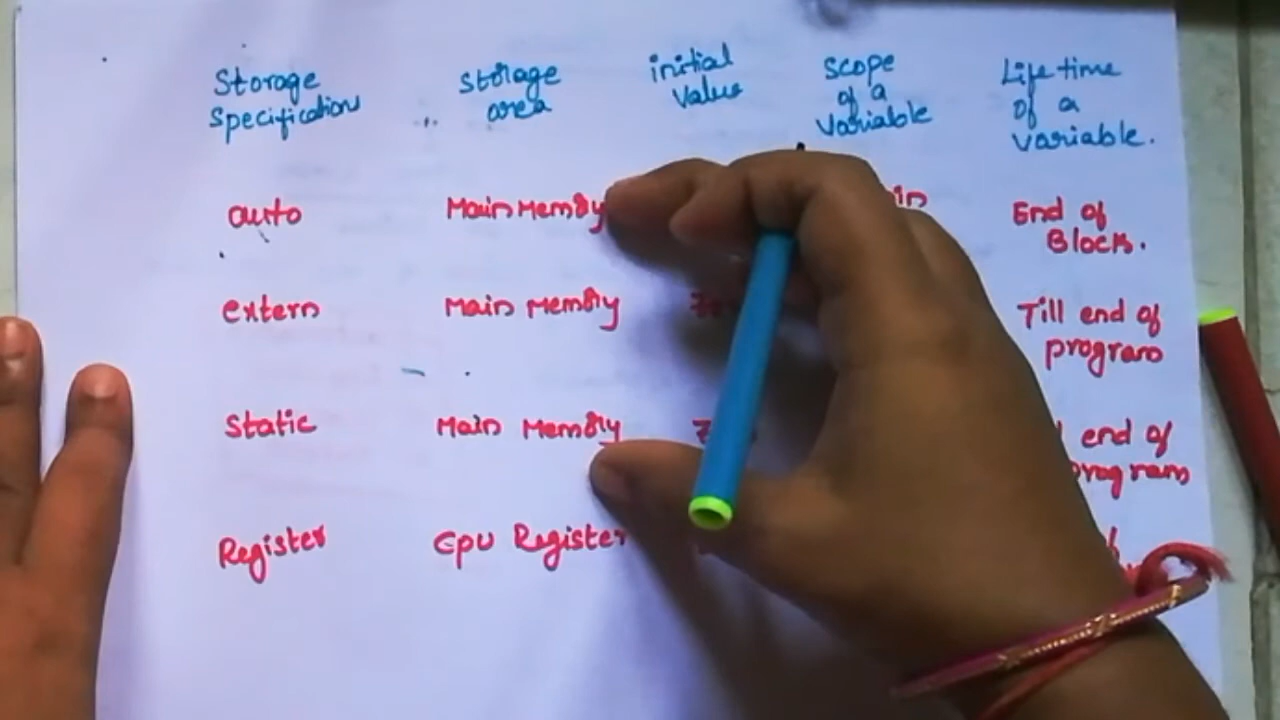 Storage Specification
storage area
initial value
scope of a variable
Life time of a variable.
auto Main Memory End of Block.
extern Main Memory Till end of program
Static Main Memory end of program
Register CPU Register